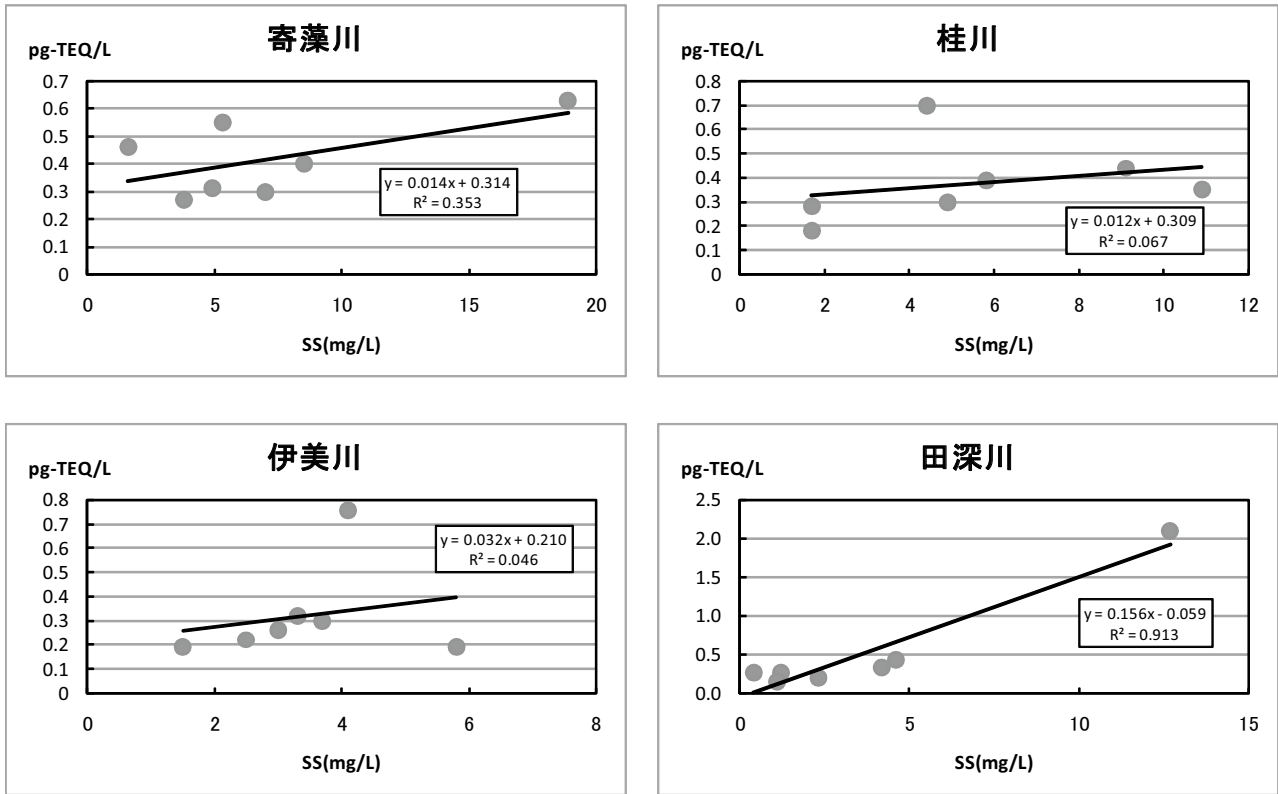 寄藻川
pg-TEQ/L
0.7
0.6
0.5
0.4
0.3
0.2
0.1
0
y = 0.014x + 0.314
R² = 0.353
0 5 10 15 20
SS(mg/L)
桂川
pg-TEQ/L
0.8
0.7
0.6
0.5
0.4
0.3
0.2
0.1
0
y = 0.012x + 0.309
R² = 0.067
0 2 4 6 8 10 12
SS(mg/L)
伊美川
pg-TEQ/L
0.8
0.7
0.6
0.5
0.4
0.3
0.2
0.1
0
y = 0.032x + 0.210
R² = 0.046
0 2 4 6 8
SS(mg/L)
田深川
pg-TEQ/L
2.5
2.0
1.5
1.0
0.5
0.0
y = 0.156x - 0.059
R² = 0.913
0 5 10 15
SS(mg/L)